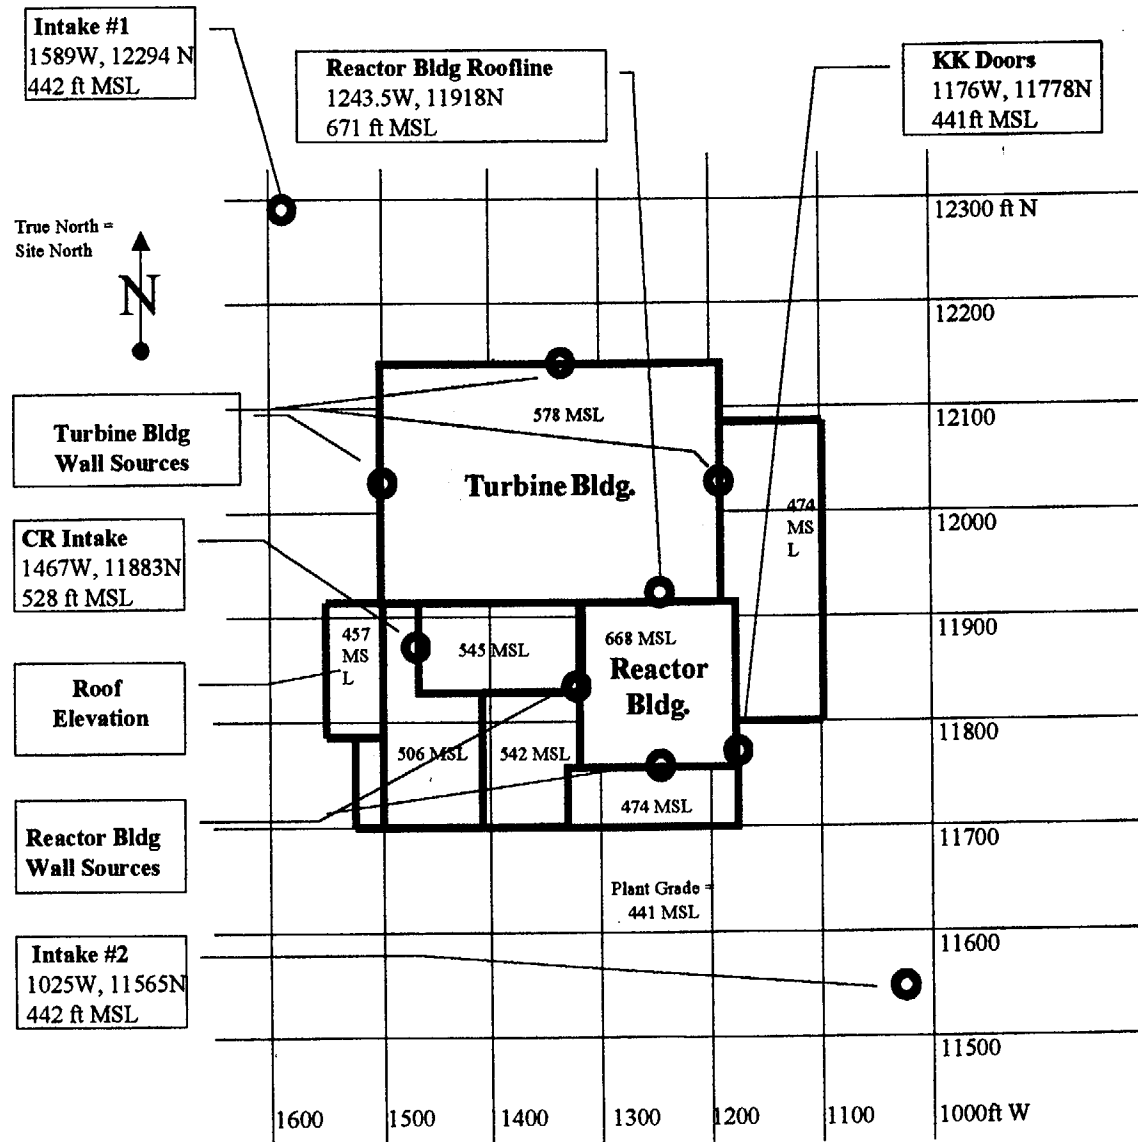 Intake #1
1589W, 12294 N
442 ft MSL
Reactor Bldg Roofline
1243.5W, 11918N
671 ft MSL
KK Doors
1176W, 11778N
441ft MSL
True North =
Site North
N
12300 ft N
12200
12100
12000
11900
11800
11700
11600
11500
Turbine Bldg
Wall Sources
578 MSL
Turbine Bldg.
474
MS
L
CR Intake
1467W, 11883N
528 ft MSL
457
MS
L
545 MSL
668 MSL
Reactor
Bldg.
Roof
Elevation
506 MSL
542 MSL
474 MSL
Reactor Bldg
Wall Sources
Plant Grade =
441 MSL
Intake #2
1025W, 11565N
442 ft MSL
1600
1500
1400
1300
1200
1100
1000ft W